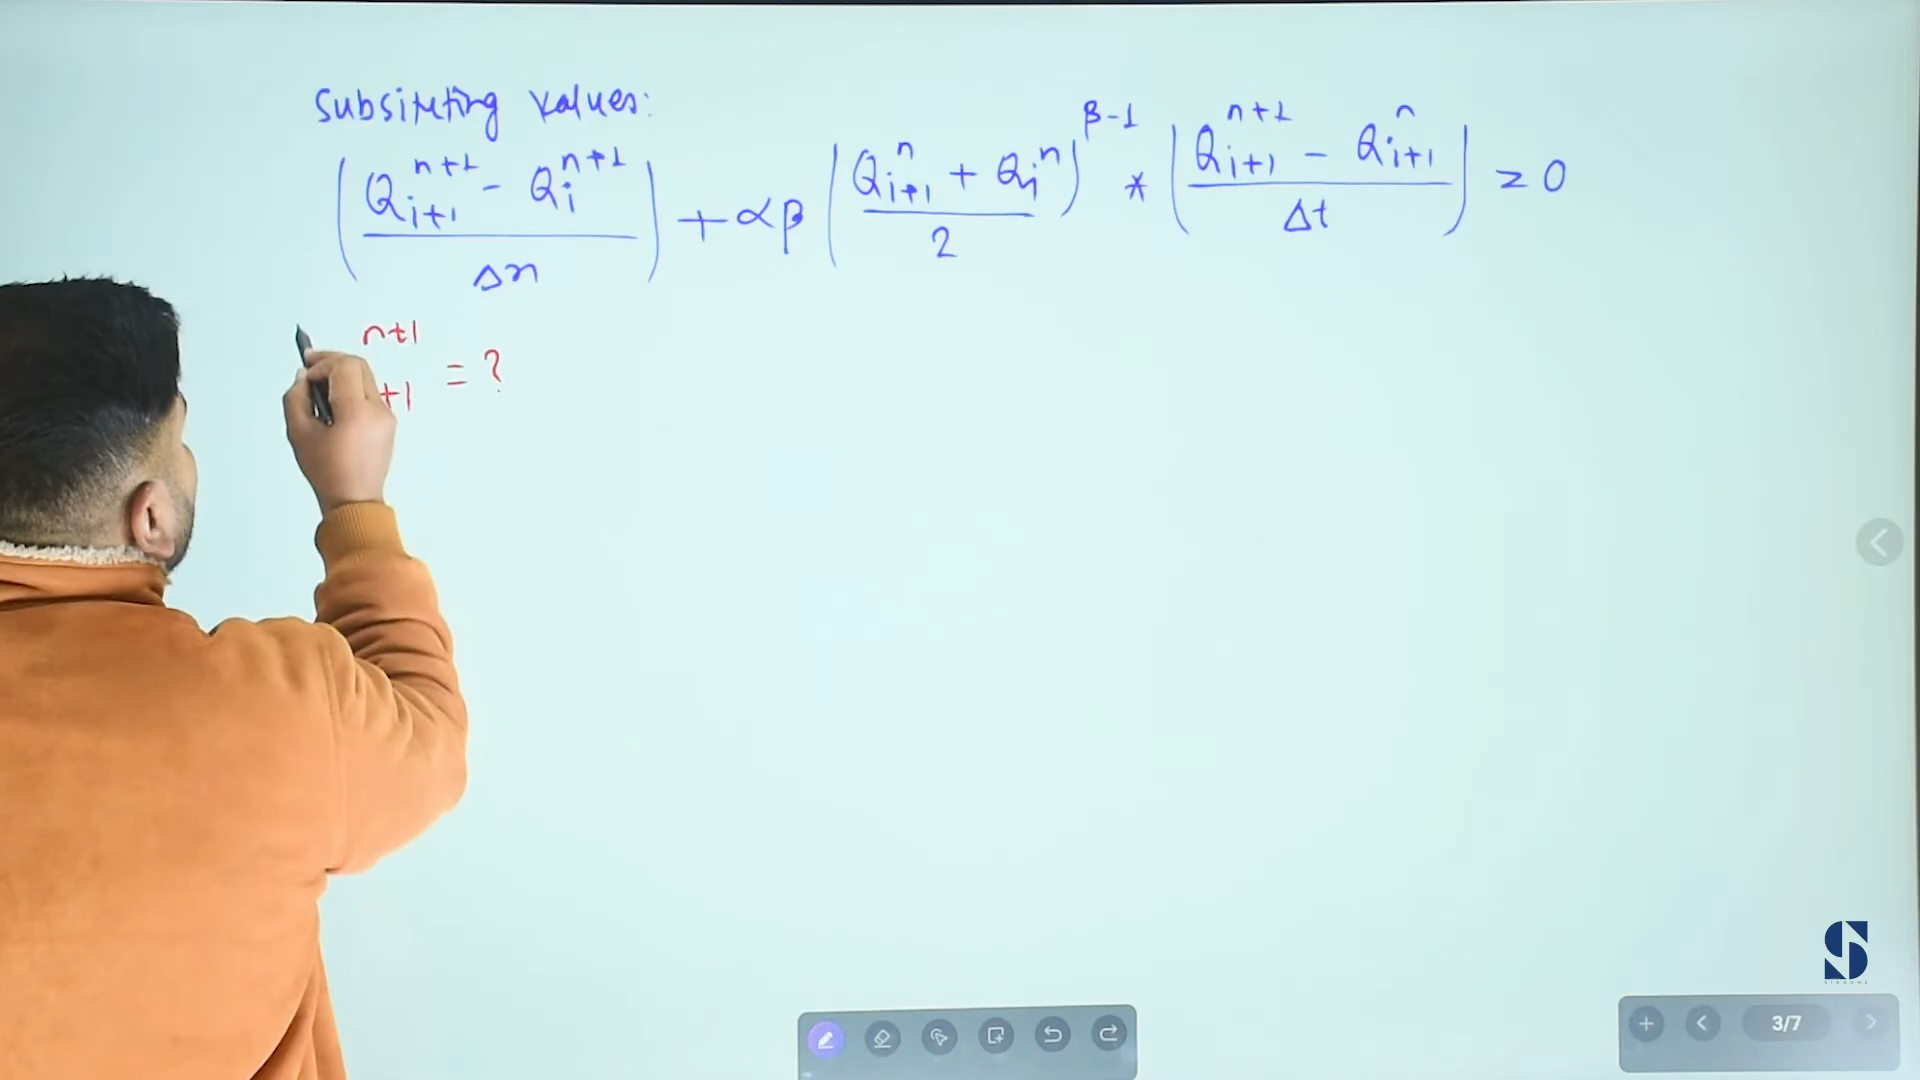 Subsituting values:
(Q_{i+1}^{n+1} - Q_i^{n+1} / Δx) + αβ (Q_{i+1}^n + Q_i^n / 2)^{β-1} * (Q_{i+1}^{n+1} - Q_{i+1}^n / Δt) = 0
n+1
+1 = ?
S
3/7